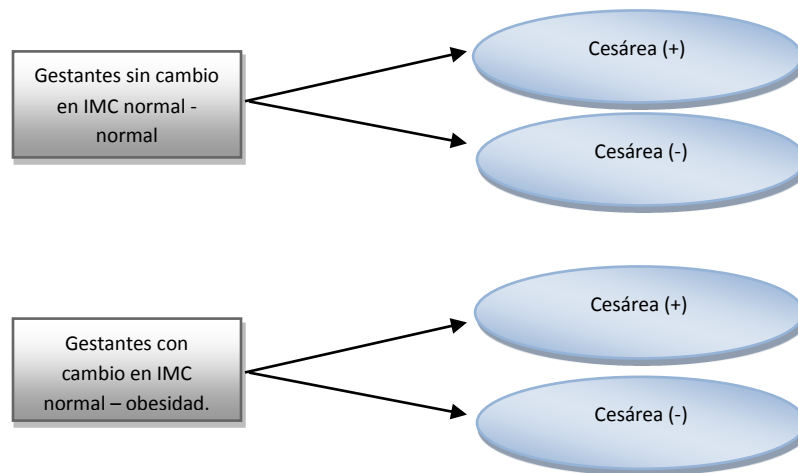 Gestantes sin cambio
en IMC normal -
normal
Cesárea (+)
Cesárea (-)
Gestantes con
cambio en IMC
normal – obesidad.
Cesárea (+)
Cesárea (-)